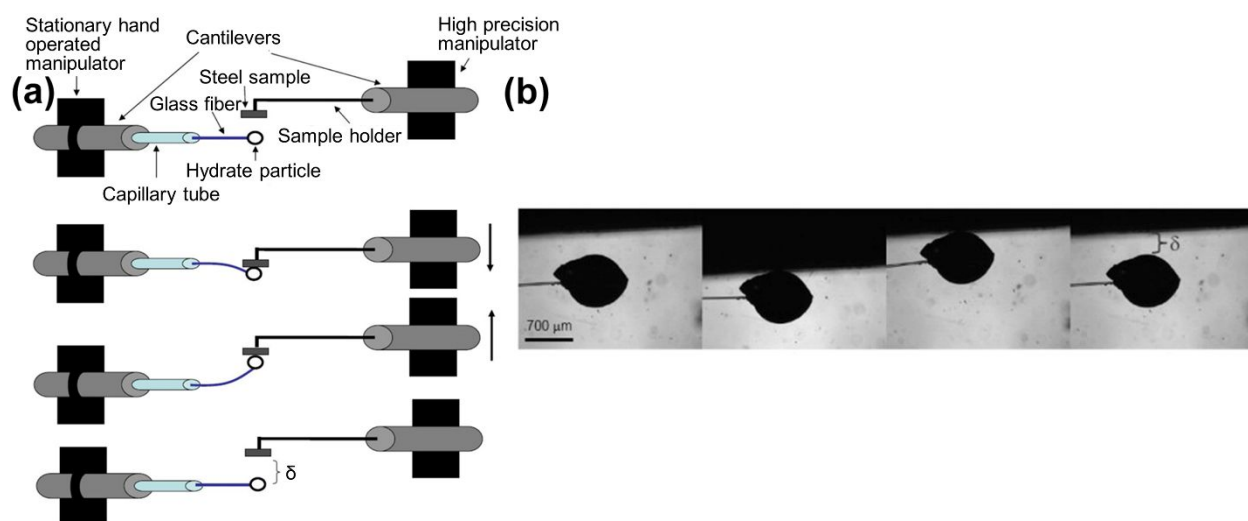 Stationary hand
operated
manipulator
Cantilevers
High precision
manipulator
(a)
Steel sample
Glass fiber
Sample holder
Hydrate particle
Capillary tube
δ
(b)
δ
700 μm